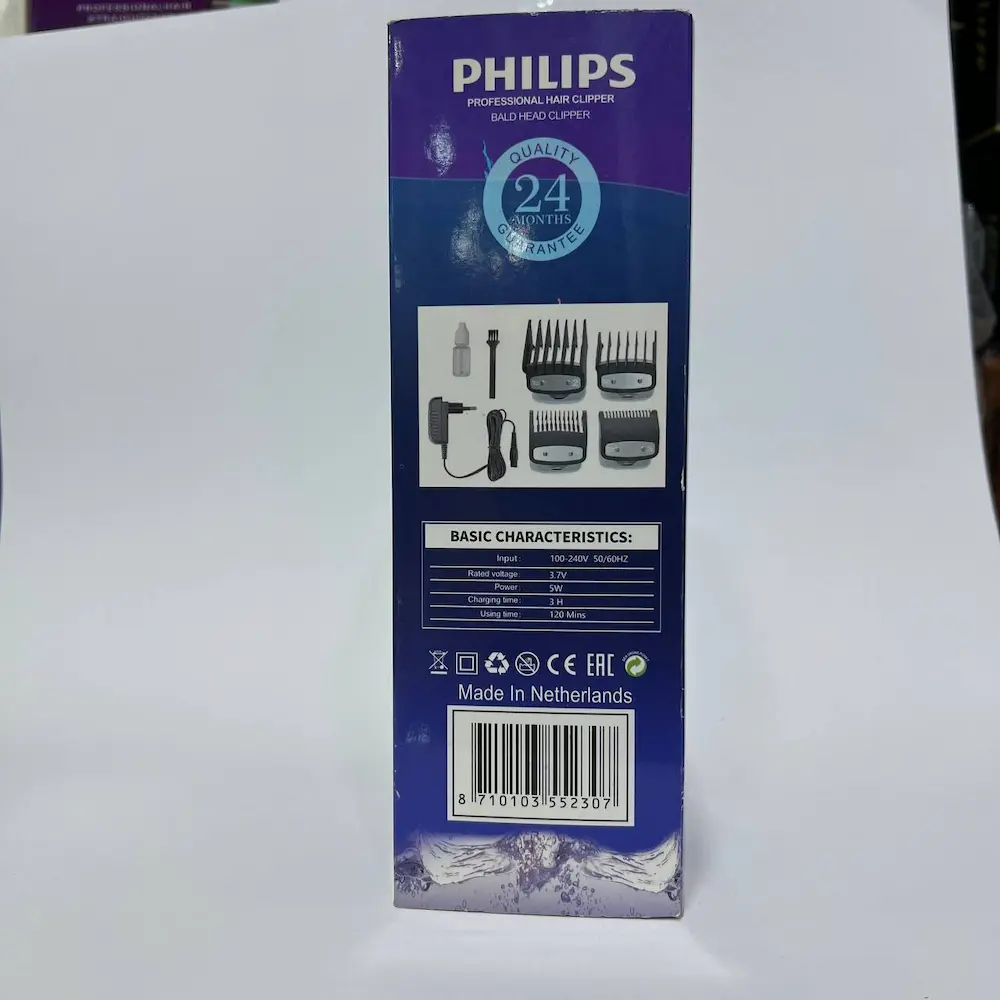 PROFESSIONAL HAIR
PHILIPS
PROFESSIONAL HAIR CLIPPER
BALD HEAD CLIPPER
QUALITY
24
MONTHS
GUARANTEE
BASIC CHARACTERISTICS:
Input: 100-240V 50/60HZ
Rated voltage: 3.7V
Power: 5W
Charging time: 3 H
Using time: 120 Mins
CE EAC
Made In Netherlands
8 710103 552307